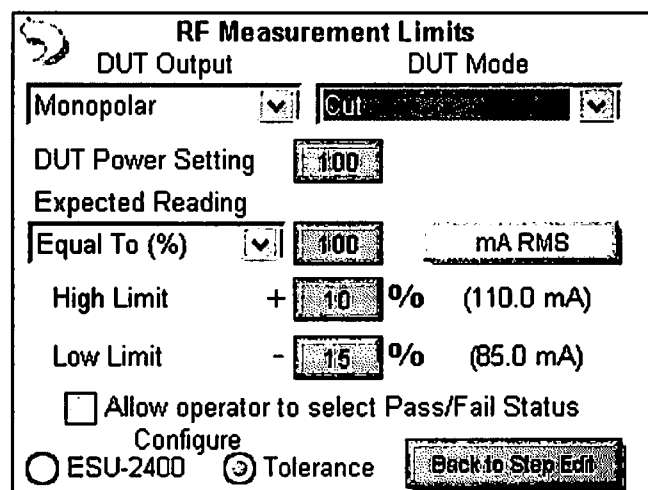 RF Measurement Limits
DUT Output DUT Mode
Monopolar Cut
DUT Power Setting 100
Expected Reading
Equal To (%) 100 mA RMS
High Limit + 10 % (110.0 mA)
Low Limit - 15 % (85.0 mA)
Allow operator to select Pass/Fail Status
Configure
ESU-2400 Tolerance Back to Step Edit